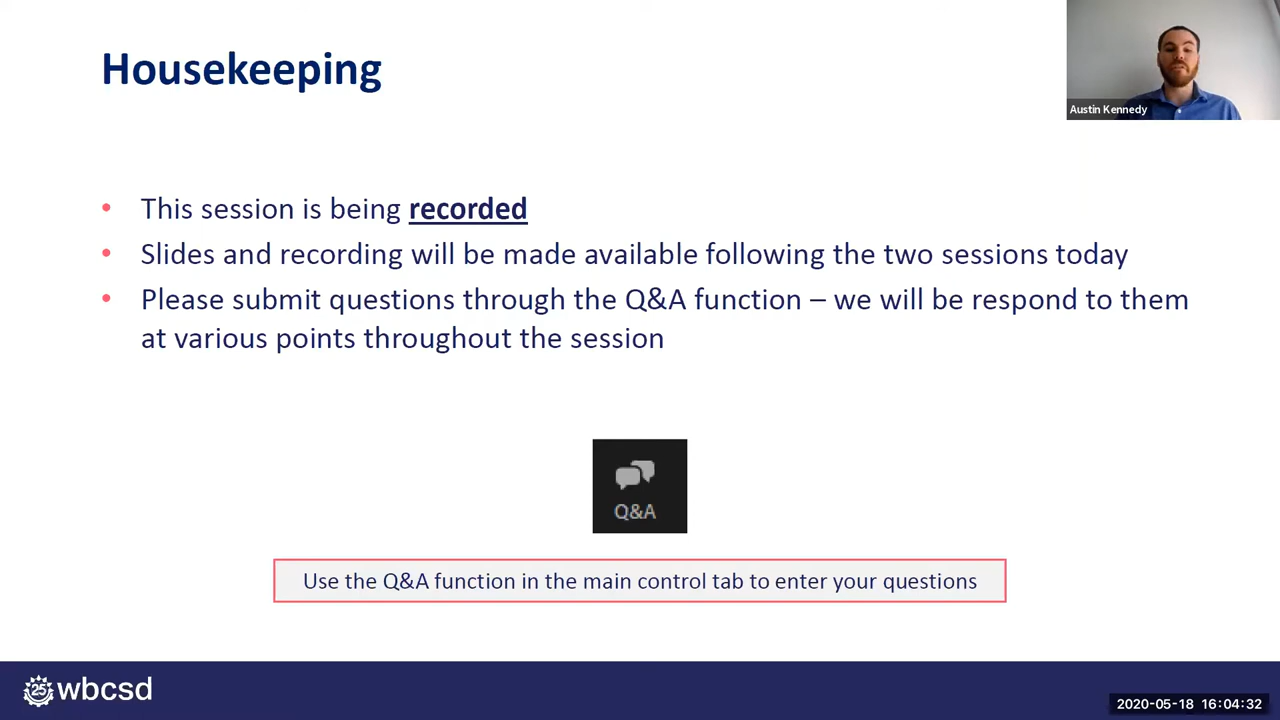 Housekeeping
Austin Kennedy
• This session is being recorded
• Slides and recording will be made available following the two sessions today
• Please submit questions through the Q&A function – we will be respond to them
at various points throughout the session
Q&A
Use the Q&A function in the main control tab to enter your questions
25 wbcsd
2020-05-18 16:04:32